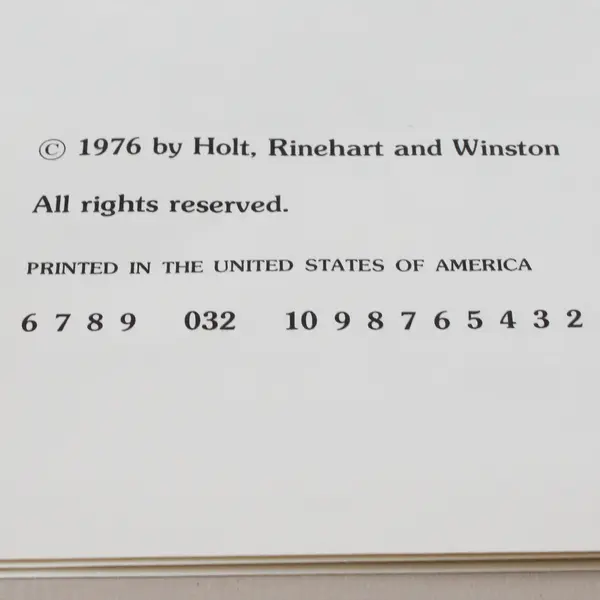 © 1976 by Holt, Rinehart and Winston
All rights reserved.
PRINTED IN THE UNITED STATES OF AMERICA
6 7 8 9 032 10 9 8 7 6 5 4 3 2